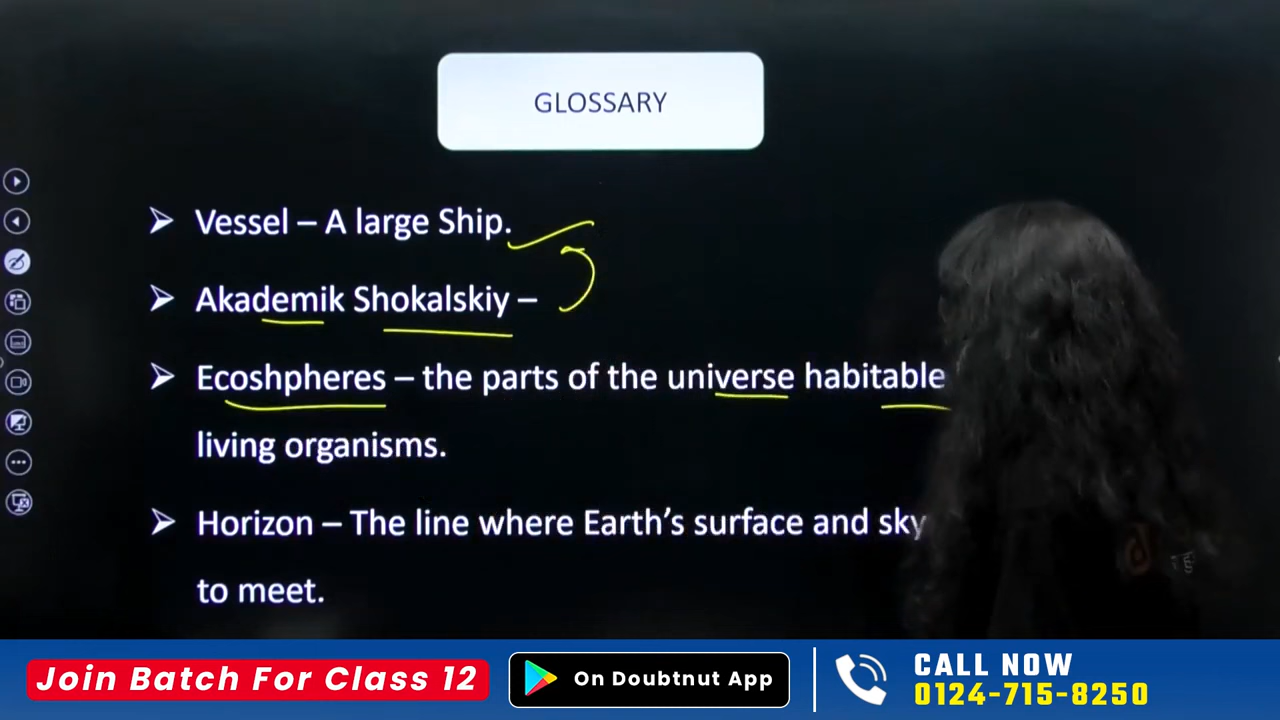 GLOSSARY
Vessel – A large Ship.
Akademik Shokalskiy –
Ecoshpheres – the parts of the universe habitable
living organisms.
Horizon – The line where Earth's surface and sky
to meet.
Join Batch For Class 12
On Doubtnut App
CALL NOW
0124-715-8250